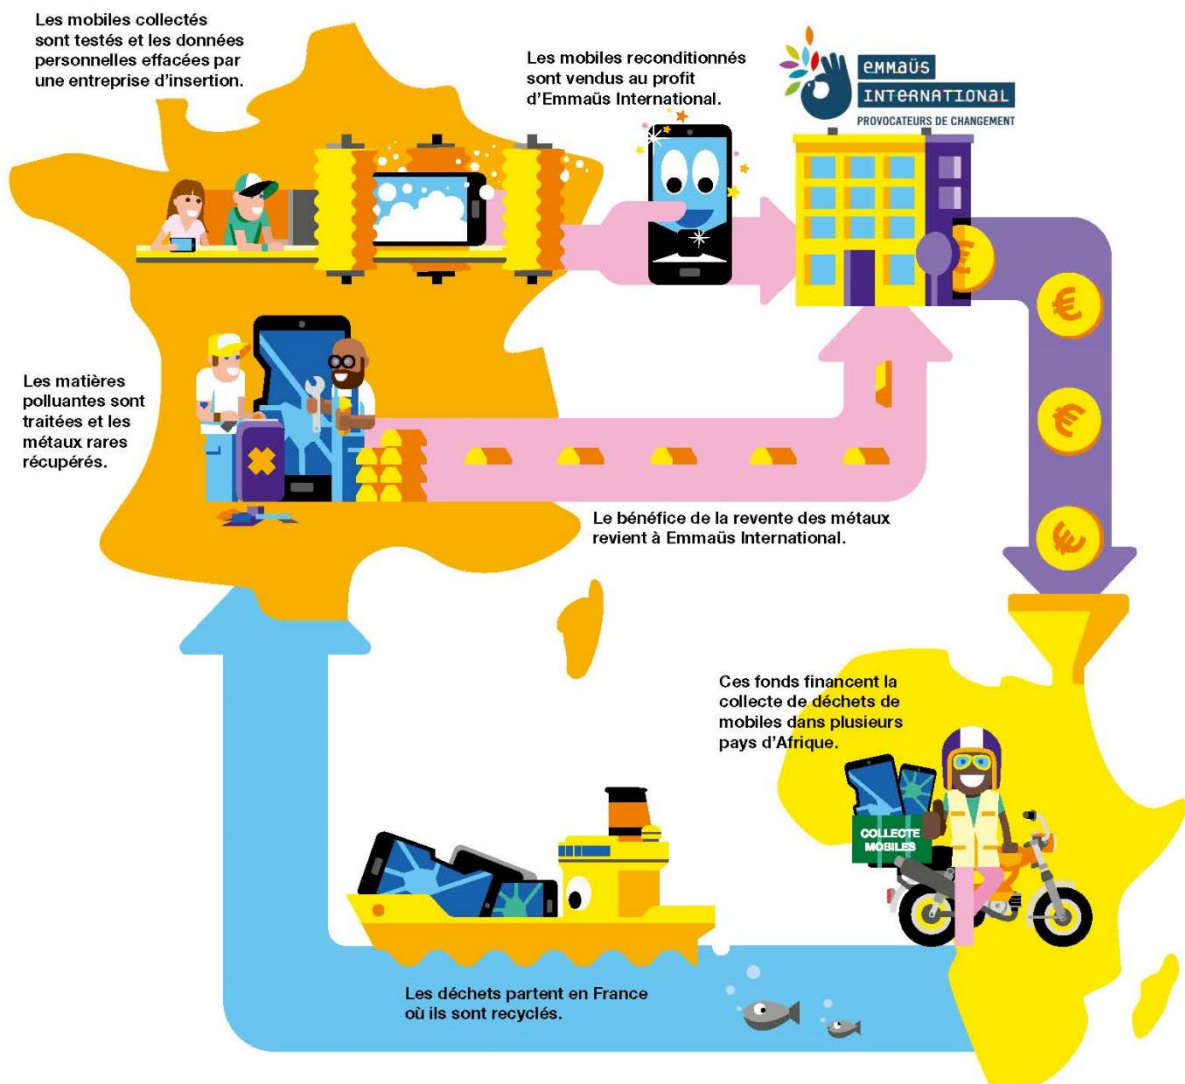 Les mobiles collectés
sont testés et les données
personnelles effacées par
une entreprise d'insertion.
Les mobiles reconditionnés
sont vendus au profit
d'Emmaüs International.
emmaüs
INTERNATIONAL
PROVOCATEURS DE CHANGEMENT
€
€
€
€
Les matières
polluantes sont
traitées et les
métaux rares
récupérés.
Le bénéfice de la revente des métaux
revient à Emmaüs International.
Ces fonds financent la
collecte de déchets de
mobiles dans plusieurs
pays d'Afrique.
COLLECTE
MOBILES
Les déchets partent en France
où ils sont recyclés.